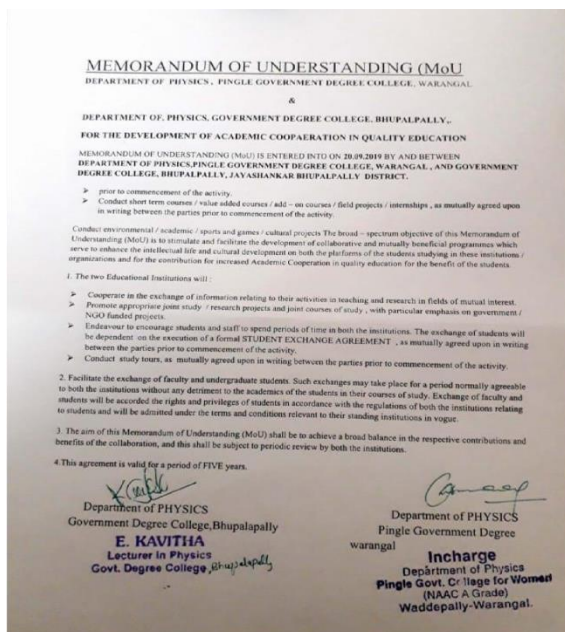 MEMORANDUM OF UNDERSTANDING (MoU
DEPARTMENT OF PHYSICS , PINGLE GOVERNMENT DEGREE COLLEGE, WARANGAL
&
DEPARTMENT OF, PHYSICS, GOVERNMENT DEGREE COLLEGE, BHUPALPALLY,.
FOR THE DEVELOPMENT OF ACADEMIC COOPAERATION IN QUALITY EDUCATION
MEMORANDUM OF UNDERSTANDING (MoU) IS ENTERED INTO ON 20.09.2019 BY AND BETWEEN
DEPARTMENT OF PHYSICS,PINGLE GOVERNMENT DEGREE COLLEGE, WARANGAL , AND GOVERNMENT
DEGREE COLLEGE, BHUPALPALLY, JAYASHANKAR BHUPALPALLY DISTRICT.
➢ prior to commencement of the activity.
➢ Conduct short term courses / value added courses / add – on courses / field projects / internships , as mutually agreed upon
in writing between the parties prior to commencement of the activity.
Conduct environmental / academic / sports and games / cultural projects The broad – spectrum objective of this Memorandum of
Understanding (MoU) is to stimulate and facilitate the development of collaborative and mutually beneficial programmes which
serve to enhance the intellectual life and cultural development on both the platforms of the students studying in these institutions /
organizations and for the contribution for increased Academic Cooperation in quality education for the benefit of the students.
1. The two Educational Institutions will :
➢ Cooperate in the exchange of information relating to their activities in teaching and research in fields of mutual interest.
➢ Promote appropriate joint study / research projects and joint courses of study , with particular emphasis on government /
NGO funded projects.
➢ Endeavour to encourage students and staff to spend periods of time in both the institutions. The exchange of students will
be dependent on the execution of a formal STUDENT EXCHANGE AGREEMENT , as mutually agreed upon in writing
between the parties prior to commencement of the activity.
➢ Conduct study tours, as mutually agreed upon in writing between the parties prior to commencement of the activity.
2. Facilitate the exchange of faculty and undergraduate students. Such exchanges may take place for a period normally agreeable
to both the institutions without any detriment to the academics of the students in their courses of study. Exchange of faculty and
students will be accorded the rights and privileges of students in accordance with the regulations of both the institutions relating
to students and will be admitted under the terms and conditions relevant to their standing institutions in vogue.
3. The aim of this Memorandum of Understanding (MoU) shall be to achieve a broad balance in the respective contributions and
benefits of the collaboration, and this shall be subject to periodic review by both the institutions.
4.This agreement is valid for a period of FIVE years.
Department of PHYSICS
Government Degree College,Bhupalapally
E. KAVITHA
Lecturer in Physics
Govt. Degree College, Bhupalapally
Department of PHYSICS
Pingle Government Degree
warangal
Incharge
Department of Physics
Pingle Govt. College for Women
(NAAC A Grade)
Waddepally-Warangal.